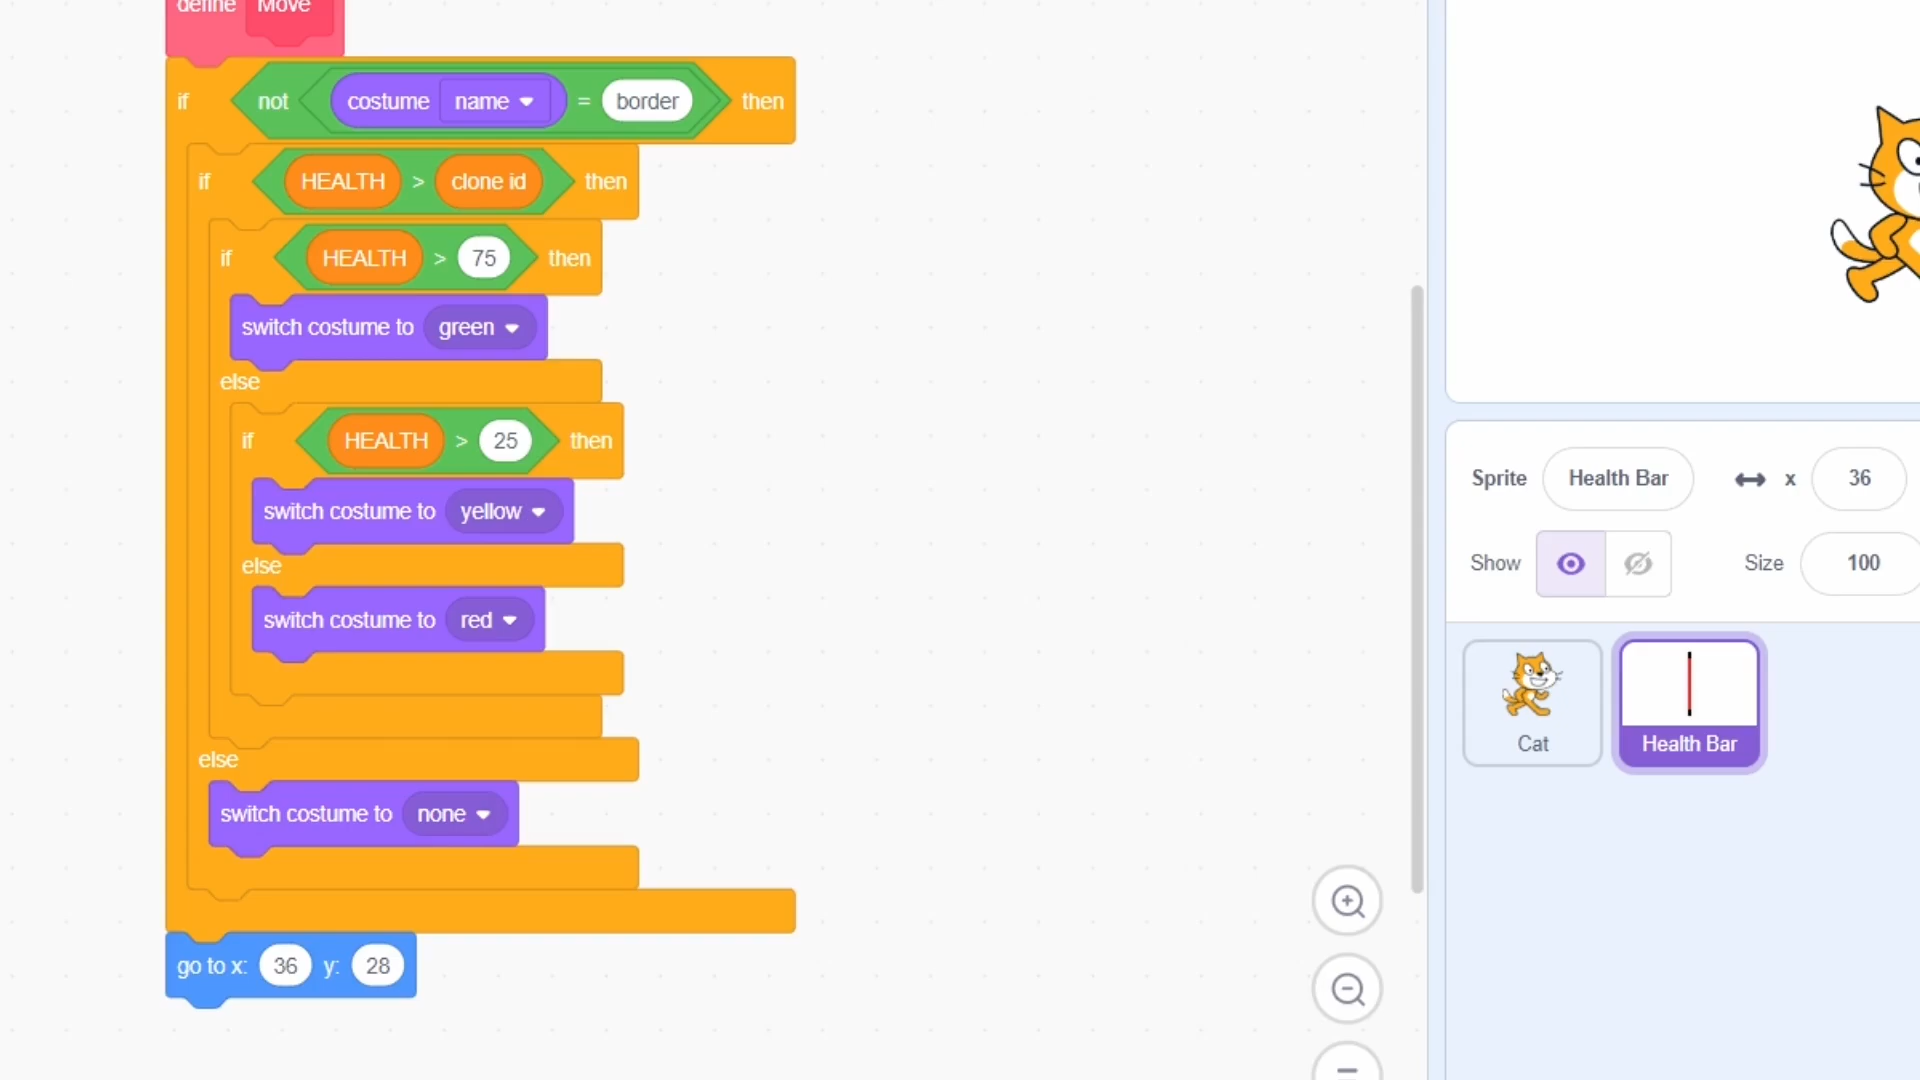 define Move
if not costume name = border then
if HEALTH > clone id then
if HEALTH > 75 then
switch costume to green
else
if HEALTH > 25 then
switch costume to yellow
else
switch costume to red
else
switch costume to none
go to x: 36 y: 28
Sprite Health Bar x 36
Show Size 100
Cat
Health Bar